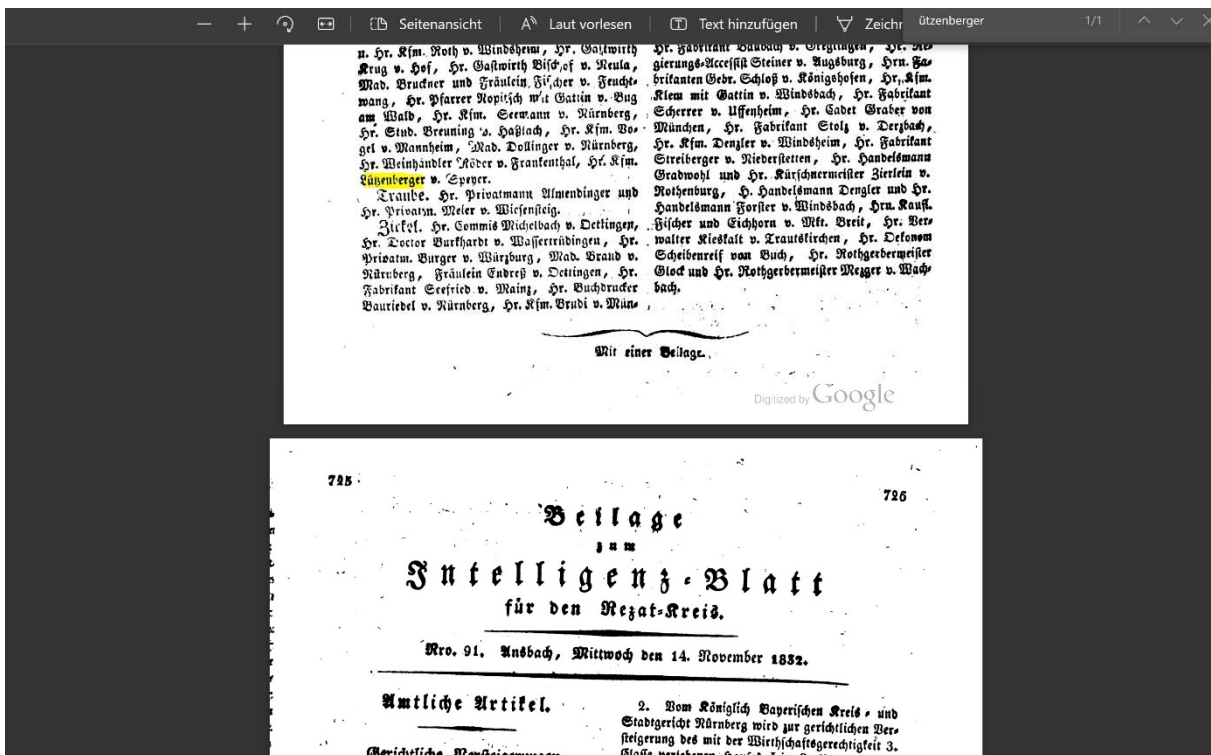 Seitenansicht
Laut vorlesen
Text hinzufügen
Zeichr
ützenberger
1/1
u. Hr. Kfm. Roth v. Windsheim, Hr. Gastwirth
Krug v. Hof, Hr. Gastwirth Bischof v. Neula,
Mad. Bruckner und Fräulein Fischer v. Feucht-
wang, Hr. Pfarrer Ropitsch mit Gattin v. Bug
am Wald, Hr. Kfm. Seemann v. Nürnberg,
Hr. Stud. Breuning v. Haßlach, Hr. Kfm. Vo-
gel v. Mannheim, Mad. Dollinger v. Nürnberg,
Hr. Weinhändler Röder v. Frankenthal, Hr. Kfm.
Lützenberger v. Speyer.
Traube. Hr. Privatmann Almendinger und
Hr. Privatm. Meler v. Wiesensteig.
Zirkel. Hr. Commis Michelbach v. Oettingen,
Hr. Doctor Burkhardt v. Wassertrüdingen, Hr.
Privatm. Burger v. Würzburg, Mad. Brand v.
Nürnberg, Fräulein Endreß v. Oettingen, Hr.
Fabrikant Seefried v. Mainz, Hr. Buchdrucker
Bauriedel v. Nürnberg, Hr. Kfm. Brudi v. Mün-
Hr. Fabrikant v. Creglingen, Hr. Re-
gierungs-Accessist Steiner v. Augsburg, Hrn. Fa-
brikanten Gebr. Schloß v. Königshofen, Hr. Kfm.
Klem mit Gattin v. Windsbach, Hr. Fabrikant
Scherrer v. Uffenheim, Hr. Cadet Graber von
München, Hr. Fabrikant Stolz v. Derzbach,
Hr. Kfm. Denzler v. Windsheim, Hr. Fabrikant
Streiberger v. Niederstetten, Hr. Handelsmann
Gradwohl und Hr. Kürschnermeister Zierlein v.
Rothenburg, H. Handelsmann Dengler und Hr.
Handelsmann Forster v. Windsbach, Hrn. Kaufl.
Fischer und Eichhorn v. Mkt. Breit, Hr. Ver-
walter Kieskalt v. Trautskirchen, Hr. Oekonom
Scheibenreif von Buch, Hr. Rothgerbermeister
Glock und Hr. Rothgerbermeister Mezger v. Wach-
bach.
Mit einer Beilage.
Digitized by Google
725
726
Beilage
zum
Intelligenz-Blatt
für den Rezat-Kreis.
Nro. 91. Ansbach, Mittwoch den 14. November 1832.
Amtliche Artikel.
Gerichtliche Versteigerungen
2. Vom Königlich Bayerischen Kreis- und
Stadtgericht Nürnberg wird zur gerichtlichen Ver-
steigerung des mit der Wirthschaftsgerechtigkeit 3.